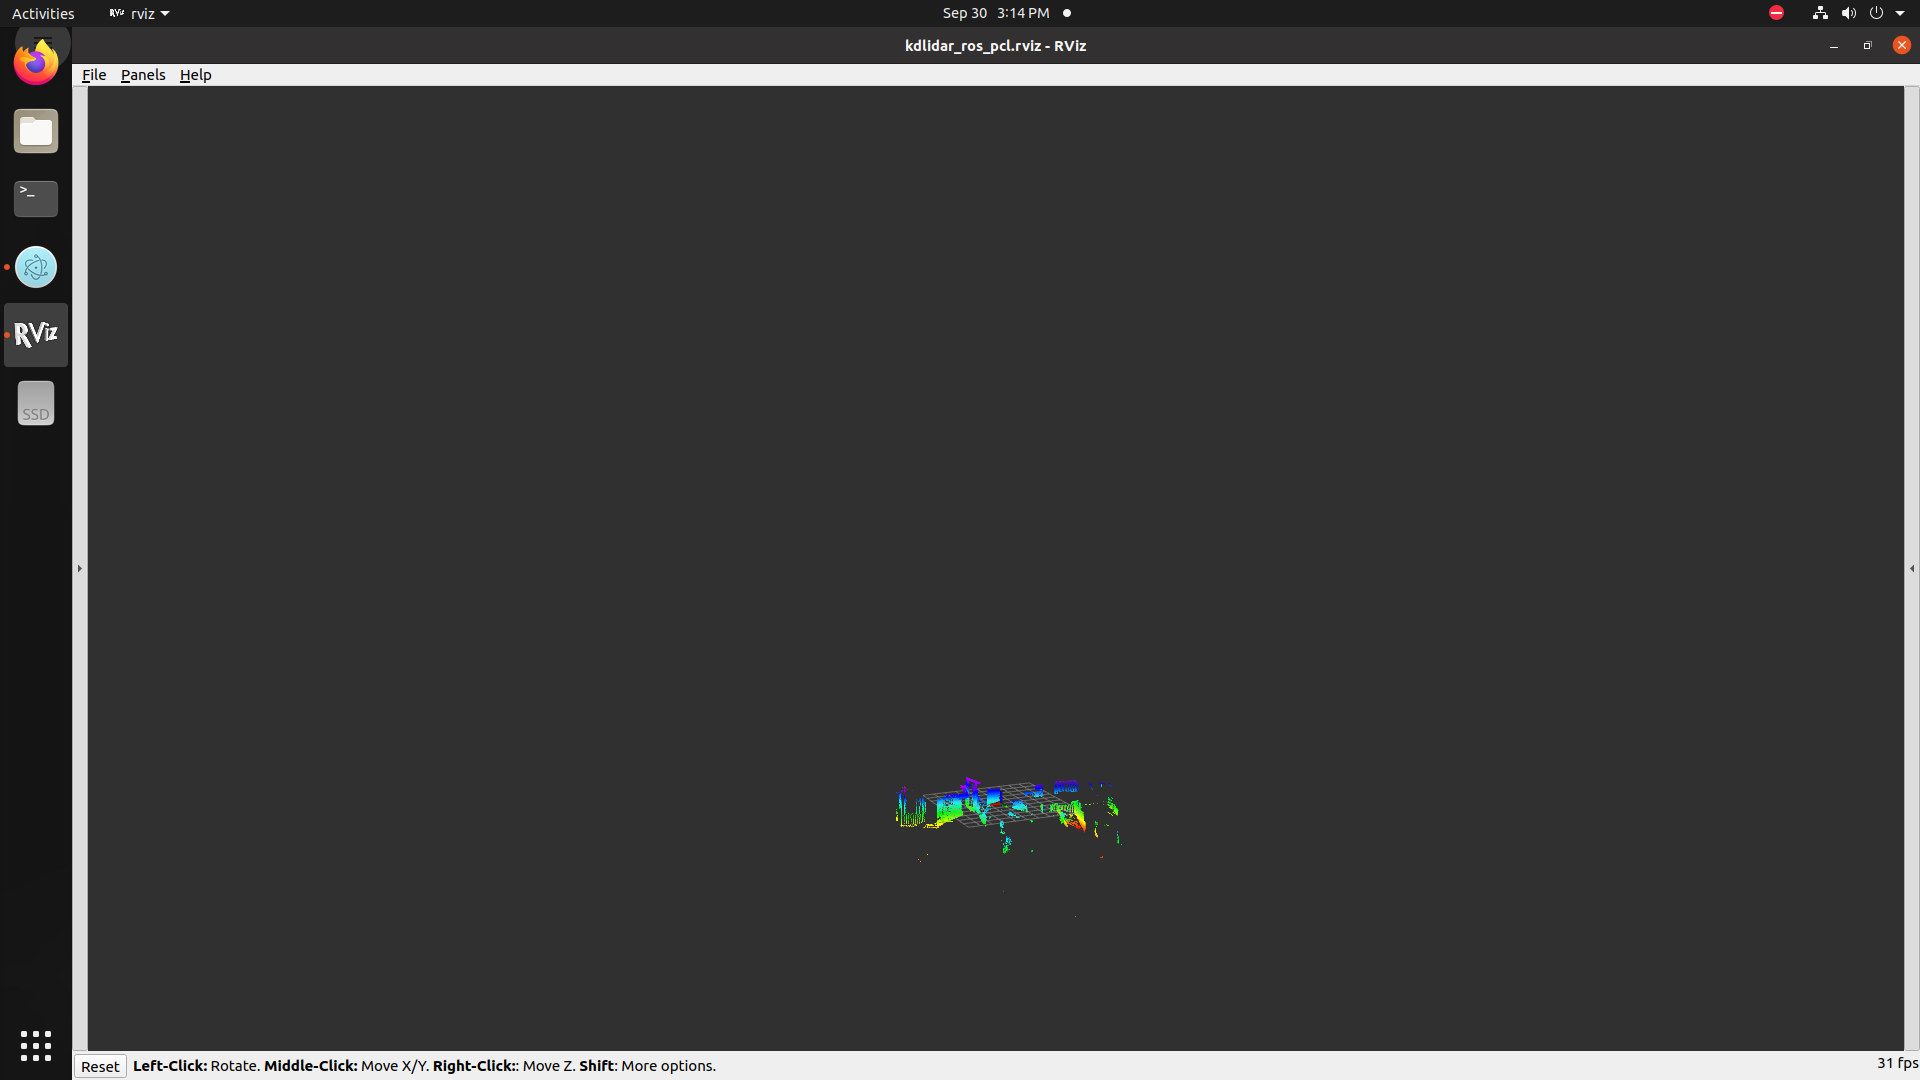 Activities
RViz rviz
Sep 30 3:14 PM
kdlidar_ros_pcl.rviz - RViz
File Panels Help
>_
RViz
SSD
Reset Left-Click: Rotate. Middle-Click: Move X/Y. Right-Click:: Move Z. Shift: More options.
31 fps